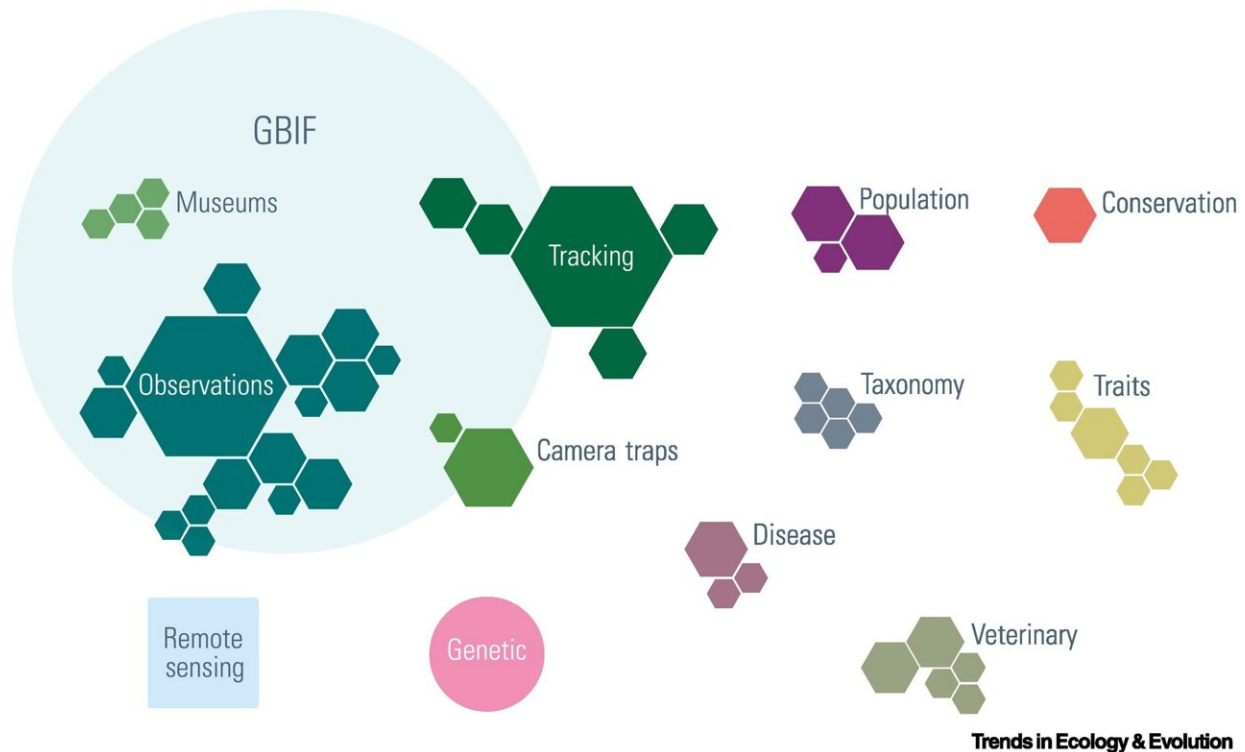 GBIF
Museums
Tracking
Population
Conservation
Observations
Camera traps
Taxonomy
Traits
Disease
Remote
sensing
Genetic
Veterinary
Trends in Ecology & Evolution